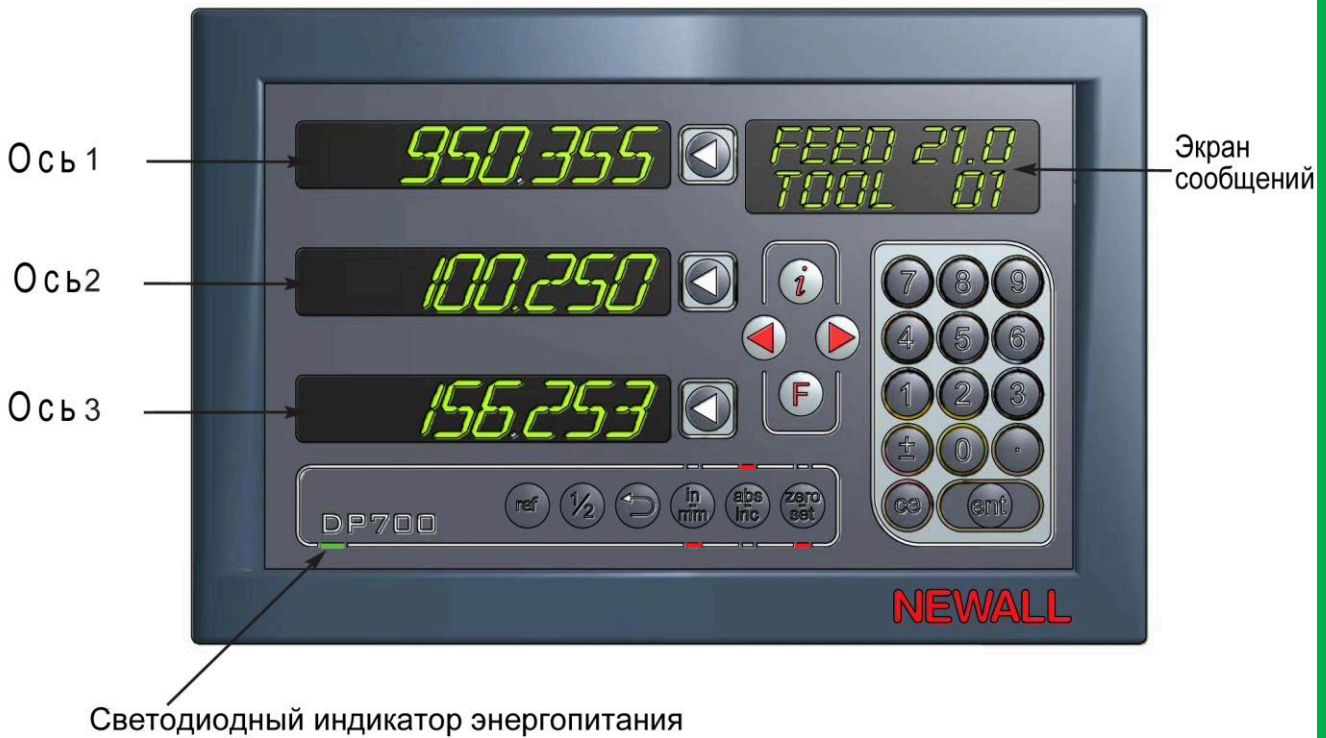 Ось 1
950.355
FEED 21.0
TOOL 01
Экран
сообщений
Ось2
100.250
i
7 8 9
4 5 6
Ось3
156.253
F
1 2 3
± 0 .
DP700
ref 1/2 in mm abs inc zero set
ce ent
NEWALL
Светодиодный индикатор энергопитания